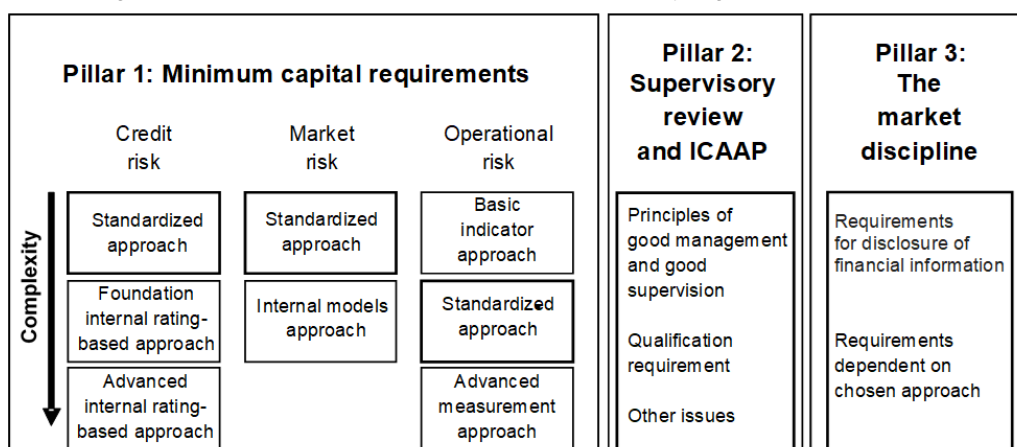 Pillar 1: Minimum capital requirements
Credit
risk
Market
risk
Operational
risk
Complexity
Standardized
approach
Foundation
internal rating-
based approach
Advanced
internal rating-
based approach
Standardized
approach
Internal models
approach
Basic
indicator
approach
Standardized
approach
Advanced
measurement
approach
Pillar 2:
Supervisory
review
and ICAAP
Principles of
good management
and good
supervision
Qualification
requirement
Other issues
Pillar 3:
The
market
discipline
Requirements
for disclosure of
financial information
Requirements
dependent on
chosen approach